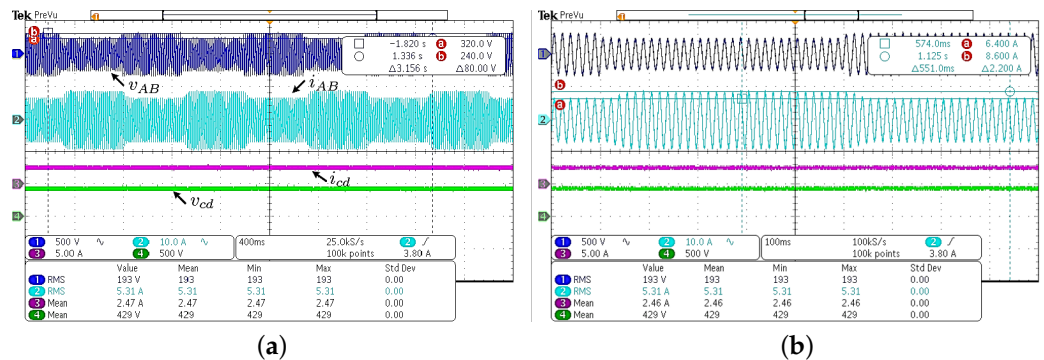 Tek PreVu
b
a
1
-1.820 s a 320.0 V
1.336 s b 240.0 V
Δ3.156 s Δ80.00 V
v_AB
i_AB
2
3
i_cd
v_cd
4
1 500 V ∿ 2 10.0 A ∿
3 5.00 A 4 500 V
400ms 25.0kS/s 2 ∫
100k points 3.80 A
Value Mean Min Max Std Dev
1 RMS 193 V 193 193 193 0.00
2 RMS 5.31 A 5.31 5.31 5.31 0.00
3 Mean 2.47 A 2.47 2.47 2.47 0.00
4 Mean 429 V 429 429 429 0.00
(a)
Tek PreVu
1
574.0ms a 6.400 A
1.125 s b 8.600 A
Δ551.0ms Δ2.200 A
b
a
2
3
4
1 500 V ∿ 2 10.0 A ∿
3 5.00 A 4 500 V
100ms 100kS/s 2 ∫
100k points 3.80 A
Value Mean Min Max Std Dev
1 RMS 193 V 193 193 193 0.00
2 RMS 5.31 A 5.31 5.31 5.31 0.00
3 Mean 2.46 A 2.46 2.46 2.46 0.00
4 Mean 429 V 429 429 429 0.00
(b)